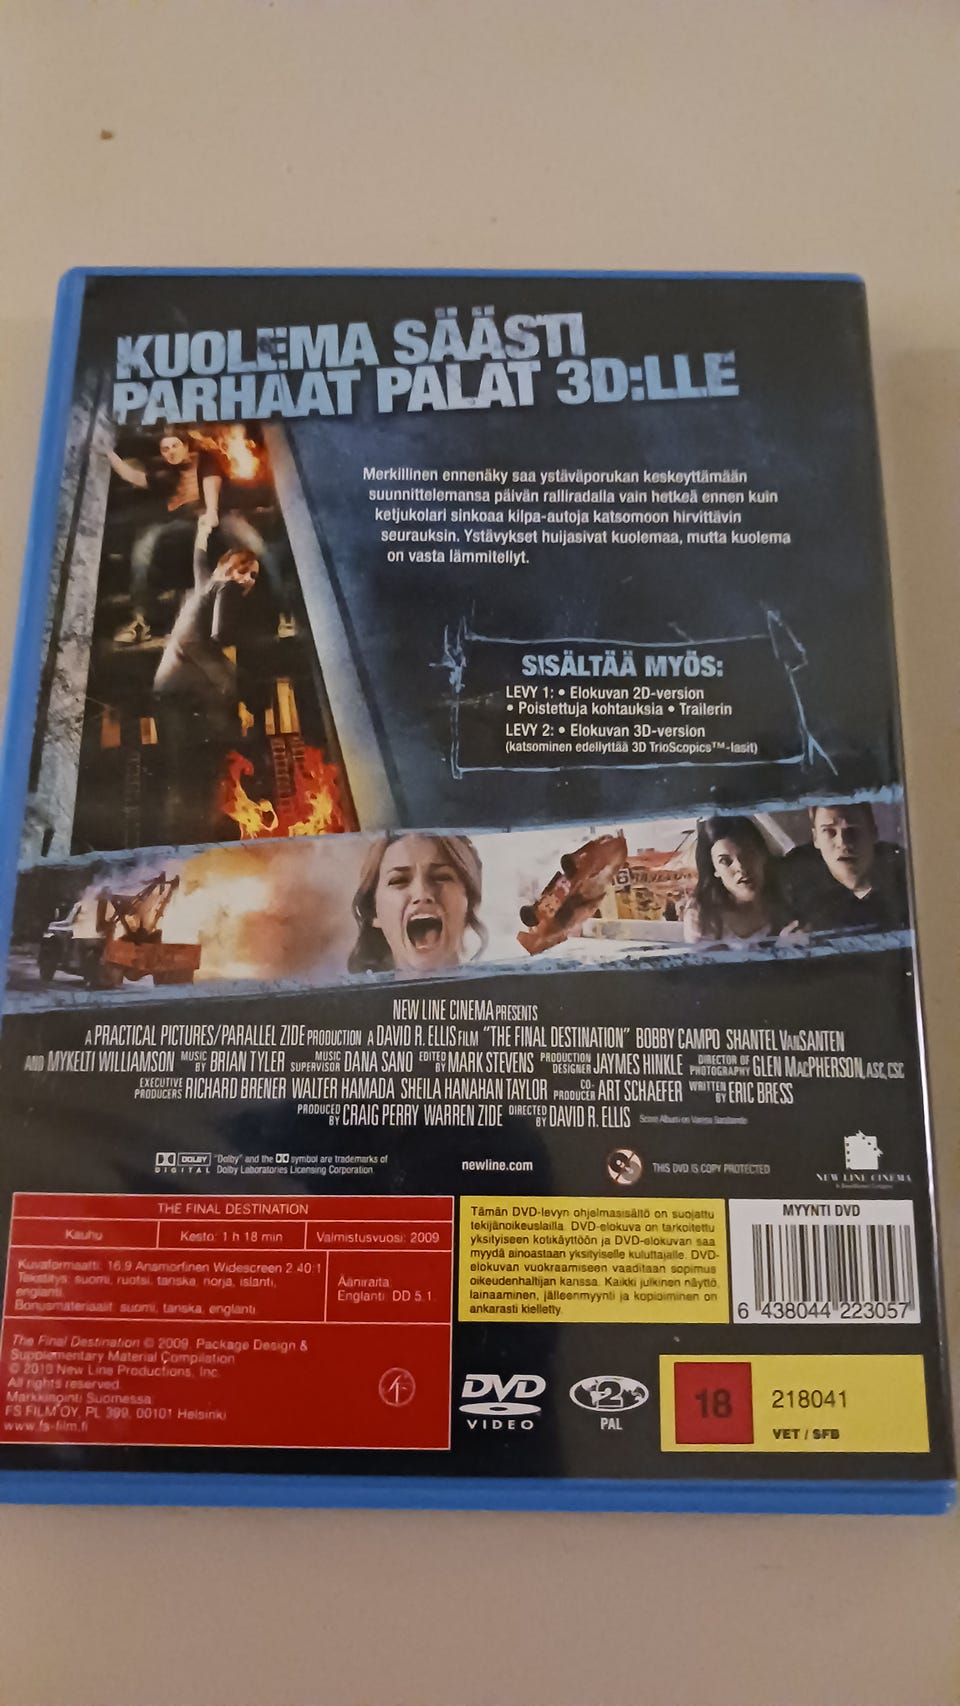 KUOLEMA SÄÄSTI
PARHAAT PALAT 3D:LLE
Merkillinen ennenäky saa ystäväporukan keskeyttämään
suunnittelemansa päivän ralliradalla vain hetkeä ennen kuin
ketjukolari sinkoaa kilpa-autoja katsomoon hirvittävin
seurauksin. Ystävykset huijasivat kuolemaa, mutta kuolema
on vasta lämmitellyt.
SISÄLTÄÄ MYÖS:
LEVY 1: • Elokuvan 2D-version
• Poistettuja kohtauksia • Trailerin
LEVY 2: • Elokuvan 3D-version
(katsominen edellyttää 3D TrioScopics™-lasit)
NEW LINE CINEMA PRESENTS
A PRACTICAL PICTURES/PARALLEL ZIDE PRODUCTION A DAVID R. ELLIS FILM "THE FINAL DESTINATION" BOBBY CAMPO SHANTEL VANSANTEN
AND MYKELTI WILLIAMSON MUSIC BY BRIAN TYLER MUSIC SUPERVISOR DANA SANO EDITED BY MARK STEVENS PRODUCTION DESIGNER JAYMES HINKLE DIRECTOR OF PHOTOGRAPHY GLEN MACPHERSON, ASC, CSC
EXECUTIVE PRODUCERS RICHARD BRENER WALTER HAMADA SHEILA HANAHAN TAYLOR CO-PRODUCER ART SCHAEFER WRITTEN BY ERIC BRESS
PRODUCED BY CRAIG PERRY WARREN ZIDE DIRECTED BY DAVID R. ELLIS Score Album on Varese Sarabande
DOLBY DIGITAL "Dolby" and the DD symbol are trademarks of
Dolby Laboratories Licensing Corporation.
newline.com
THIS DVD IS COPY PROTECTED
NEW LINE CINEMA
THE FINAL DESTINATION
Kauhu Kesto: 1 h 18 min Valmistusvuosi: 2009
Kuvaformaatti: 16:9 Anamorfinen Widescreen 2.40:1
Tekstitys: suomi, ruotsi, tanska, norja, islanti,
englanti.
Bonusmateriaalit: suomi, tanska, englanti.
Ääniraita:
Englanti: DD 5.1.
The Final Destination © 2009, Package Design &
Supplementary Material Compilation
© 2010 New Line Productions, Inc.
All rights reserved.
Markkinointi Suomessa:
FS FILM OY, PL 399, 00101 Helsinki
www.fs-film.fi
Tämän DVD-levyn ohjelmasisältö on suojattu
tekijänoikeuslailla. DVD-elokuva on tarkoitettu
yksityiseen kotikäyttöön ja DVD-elokuvan saa
myydä ainoastaan yksityiselle kuluttajalle. DVD-
elokuvan vuokraamiseen vaaditaan sopimus
oikeudenhaltijan kanssa. Kaikki julkinen näyttö,
lainaaminen, jälleenmyynti ja kopioiminen on
ankarasti kielletty.
MYYNTI DVD
6 438044 223057
DVD
VIDEO
2
PAL
18
218041
VET / SFB